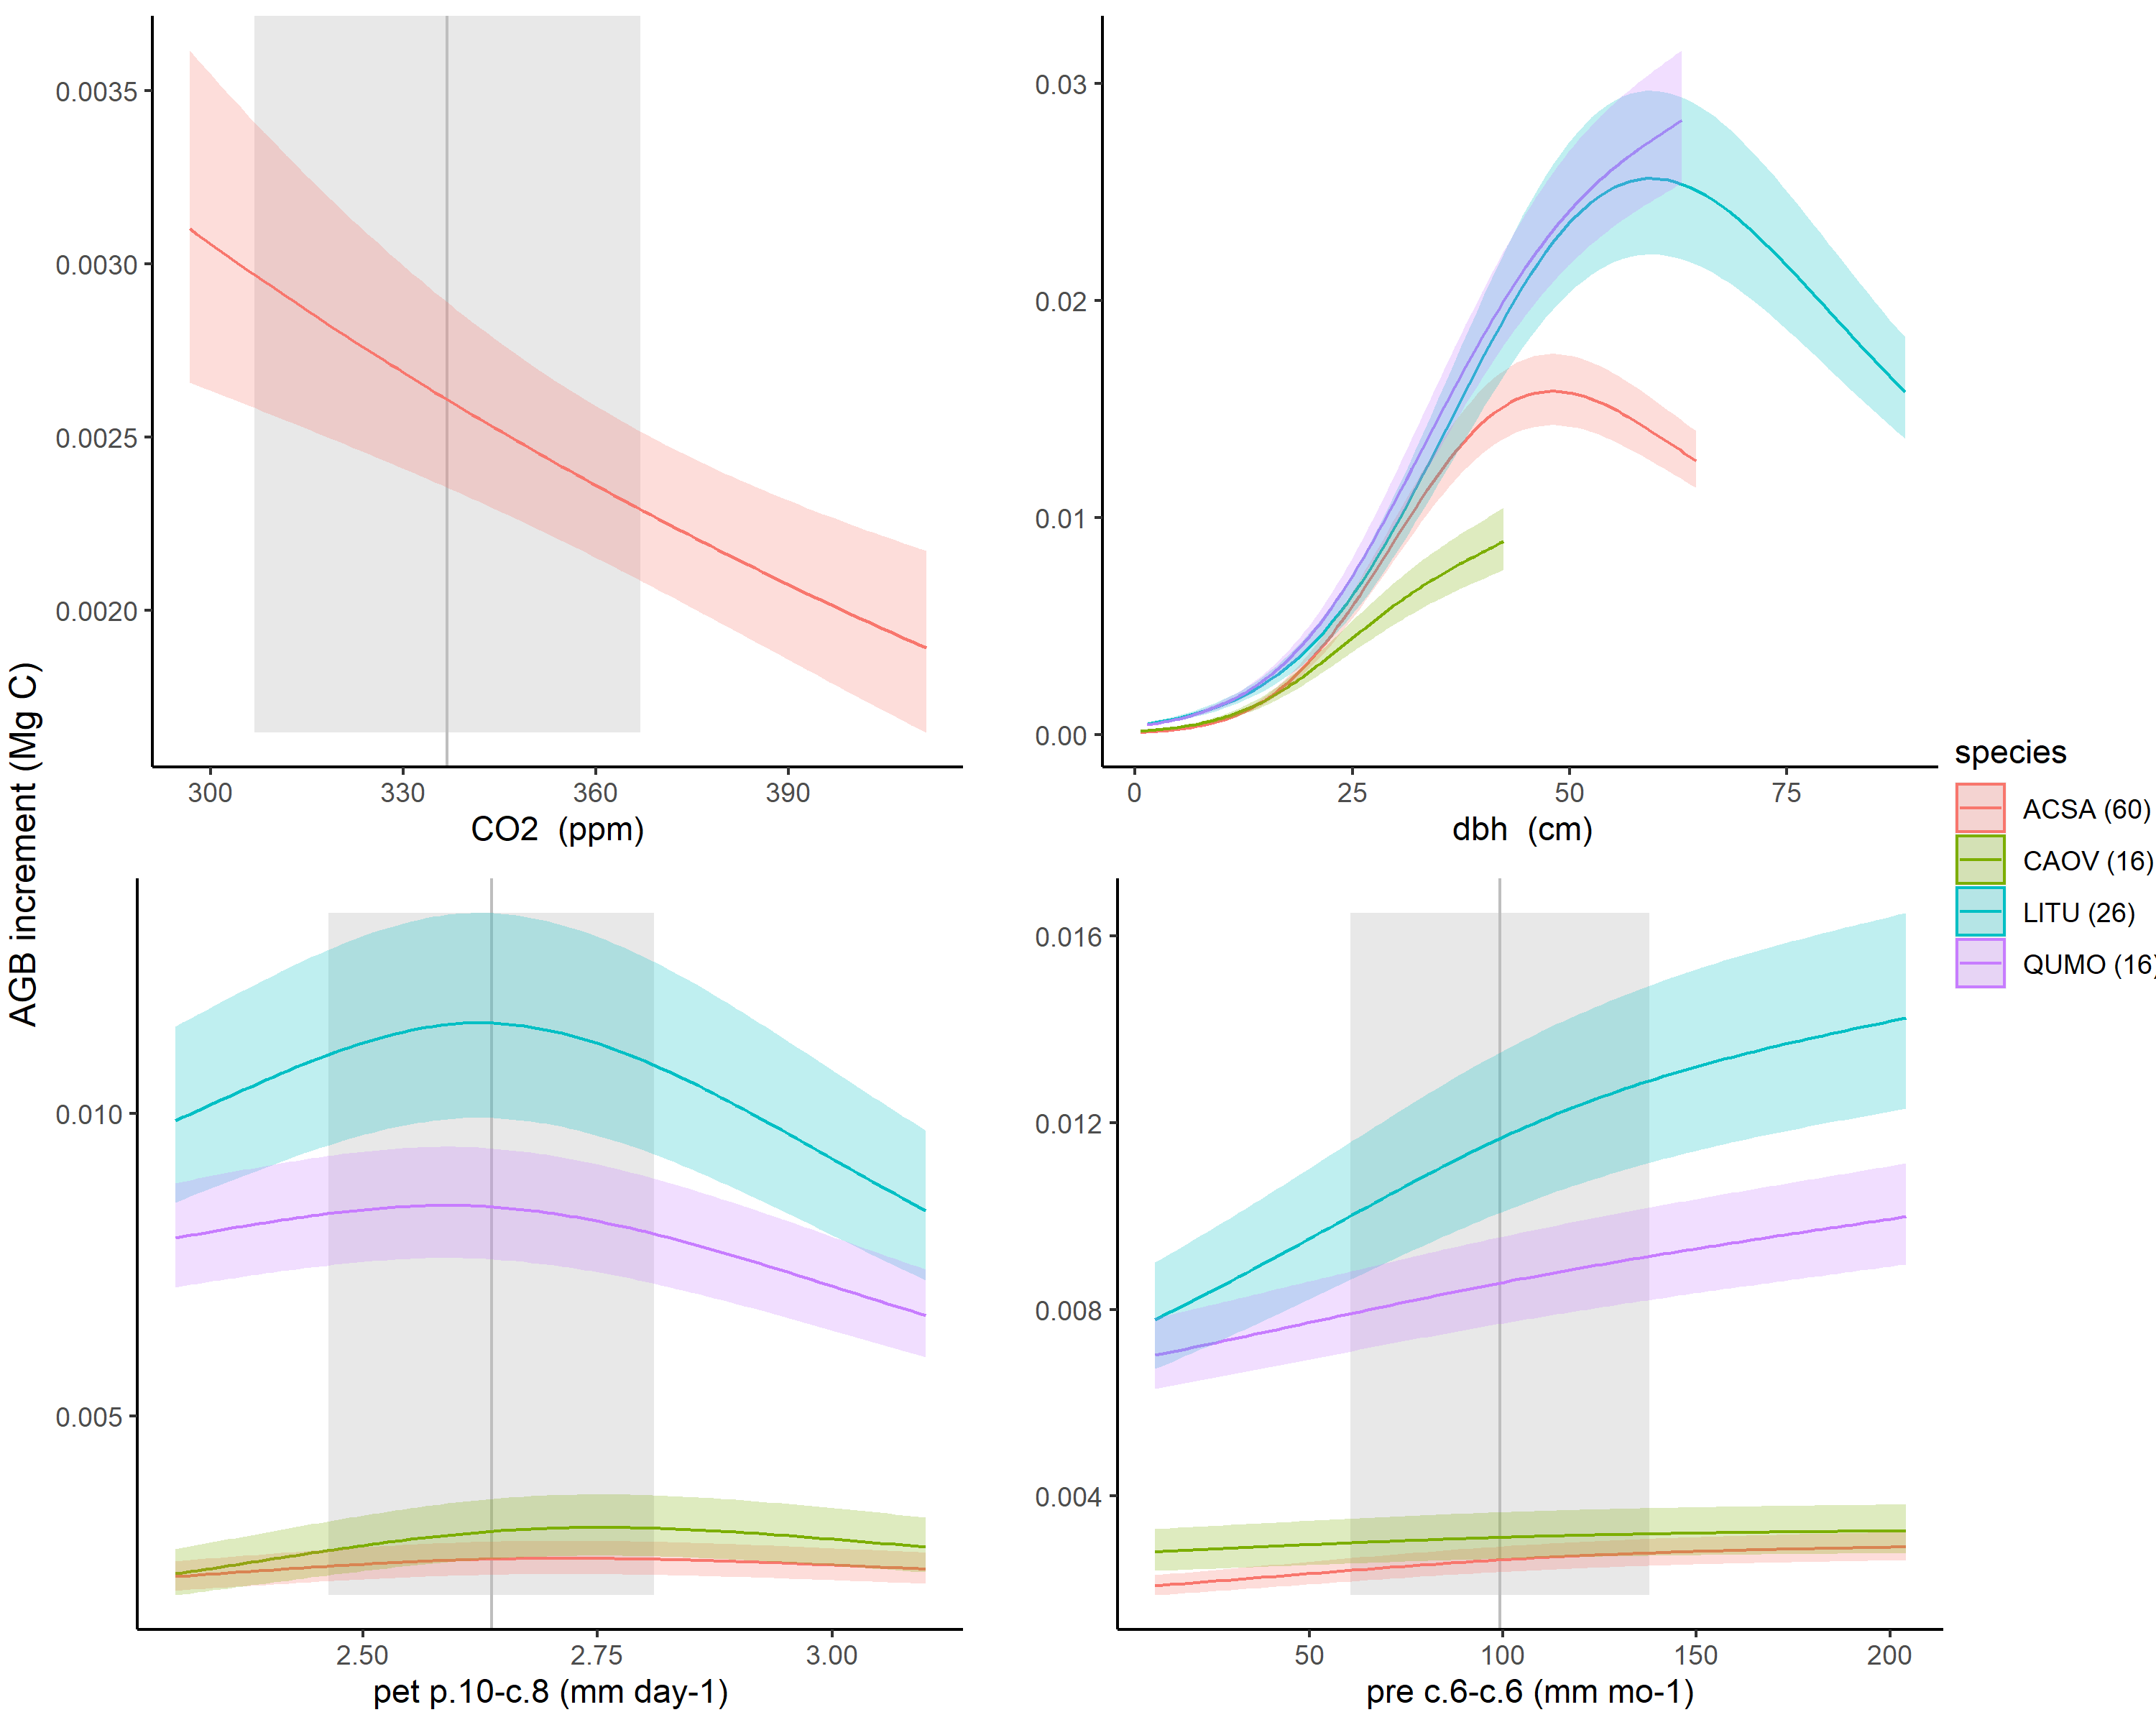 AGB increment (Mg C)
0.0035
0.0030
0.0025
0.0020
300 330 360 390
CO2 (ppm)
0.03
0.02
0.01
0.00
0 25 50 75
dbh (cm)
0.010
0.005
2.50 2.75 3.00
pet p.10-c.8 (mm day-1)
0.016
0.012
0.008
0.004
50 100 150 200
pre c.6-c.6 (mm mo-1)
species
ACSA (60)
CAOV (16)
LITU (26)
QUMO (16)